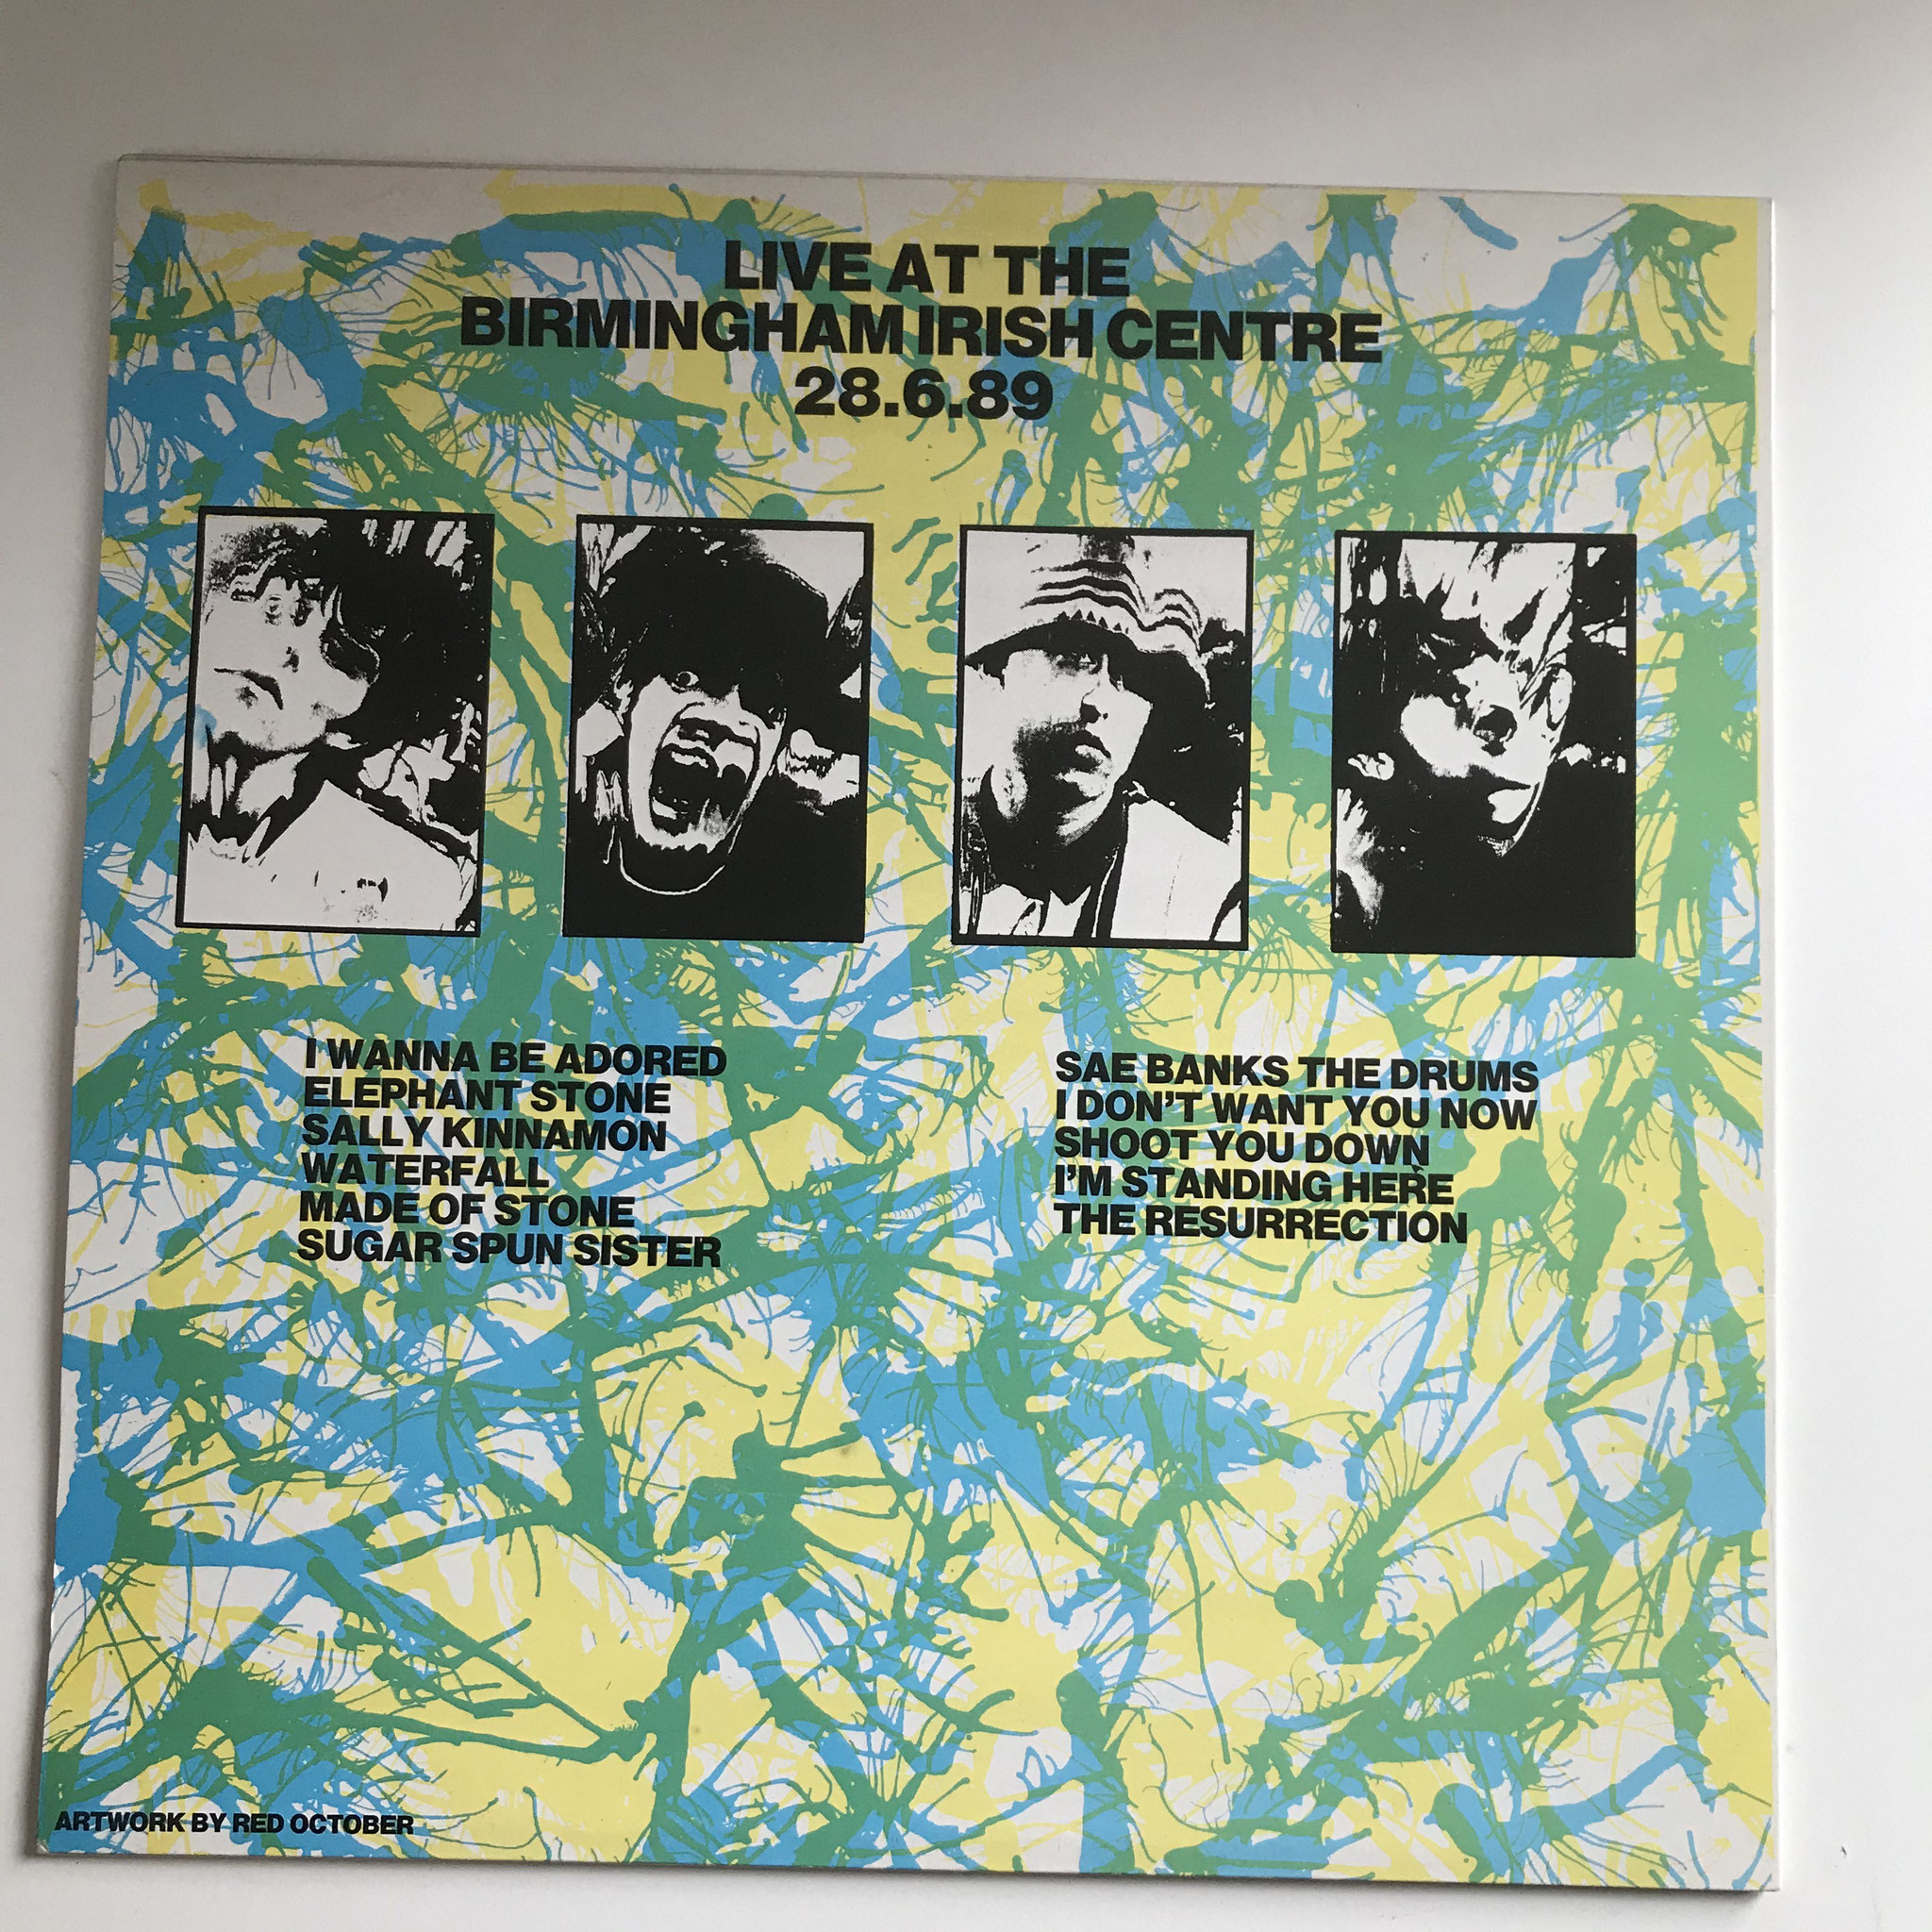 LIVE AT THE
BIRMINGHAM IRISH CENTRE
28.6.89
I WANNA BE ADORED
ELEPHANT STONE
SALLY KINNAMON
WATERFALL
MADE OF STONE
SUGAR SPUN SISTER
SAE BANKS THE DRUMS
I DON'T WANT YOU NOW
SHOOT YOU DOWN
I'M STANDING HERE
THE RESURRECTION
ARTWORK BY RED OCTOBER